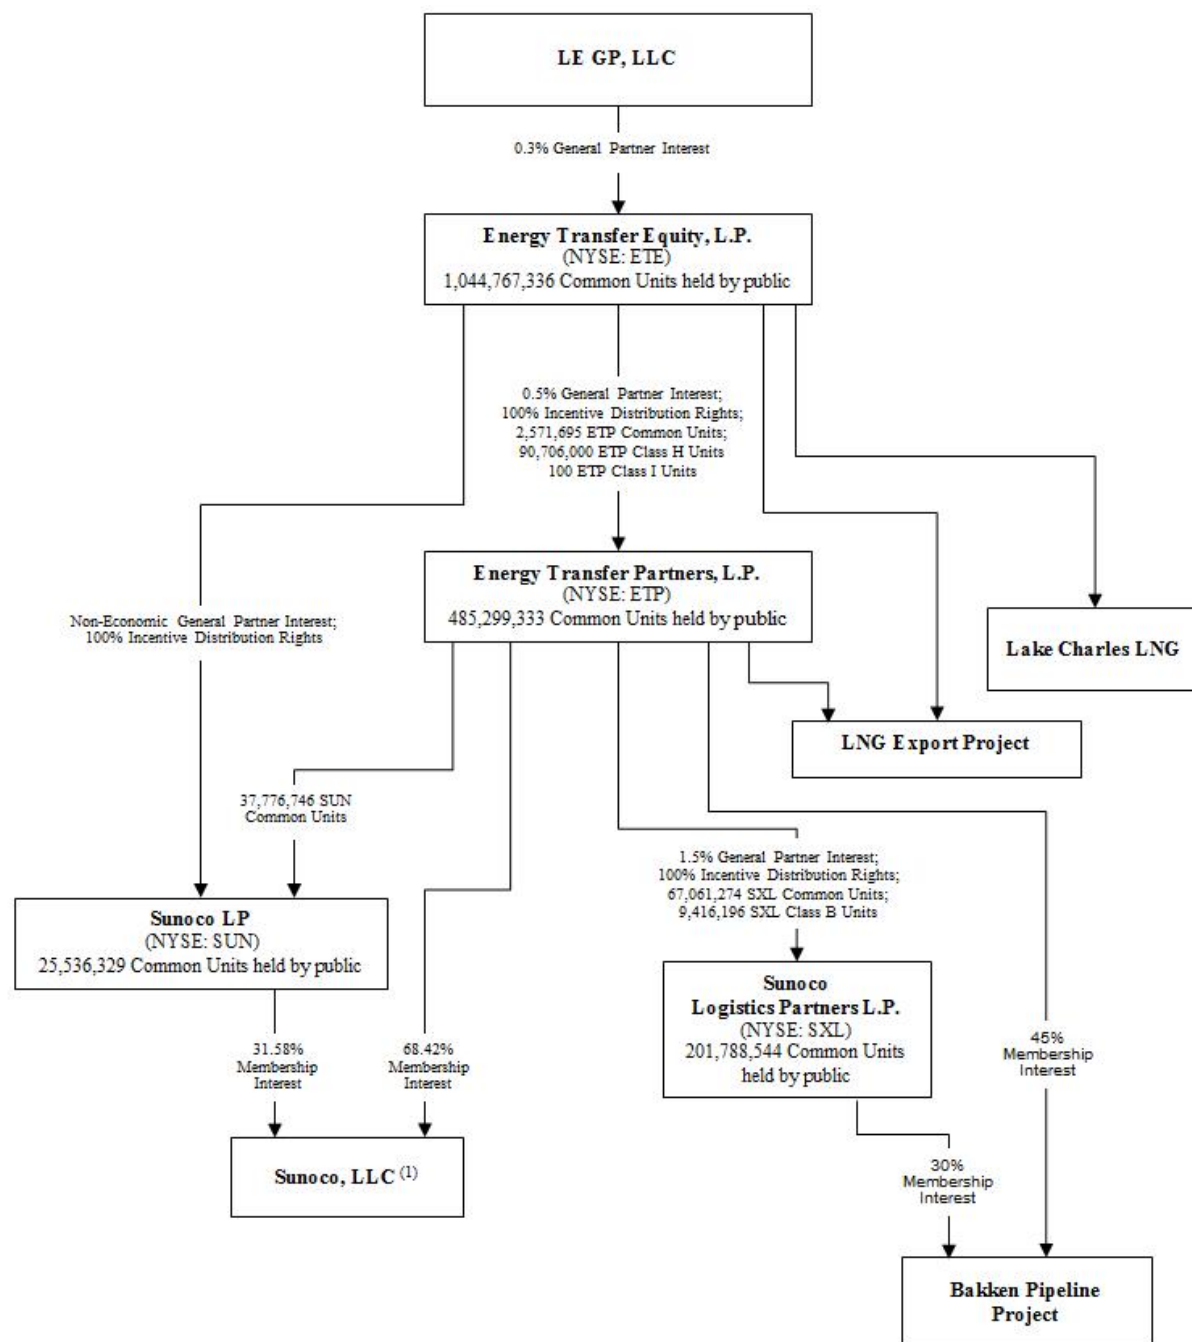 LE GP, LLC
0.3% General Partner Interest
Energy Transfer Equity, L.P.
(NYSE: ETE)
1,044,767,336 Common Units held by public
0.5% General Partner Interest;
100% Incentive Distribution Rights;
2,571,695 ETP Common Units;
90,706,000 ETP Class H Units
100 ETP Class I Units
Energy Transfer Partners, L.P.
(NYSE: ETP)
485,299,333 Common Units held by public
Non-Economic General Partner Interest;
100% Incentive Distribution Rights
Lake Charles LNG
LNG Export Project
37,776,746 SUN
Common Units
1.5% General Partner Interest;
100% Incentive Distribution Rights;
67,061,274 SXL Common Units;
9,416,196 SXL Class B Units
Sunoco LP
(NYSE: SUN)
25,536,329 Common Units held by public
Sunoco
Logistics Partners L.P.
(NYSE: SXL)
201,788,544 Common Units
held by public
31.58%
Membership
Interest
68.42%
Membership
Interest
45%
Membership
Interest
Sunoco, LLC (1)
30%
Membership
Interest
Bakken Pipeline
Project